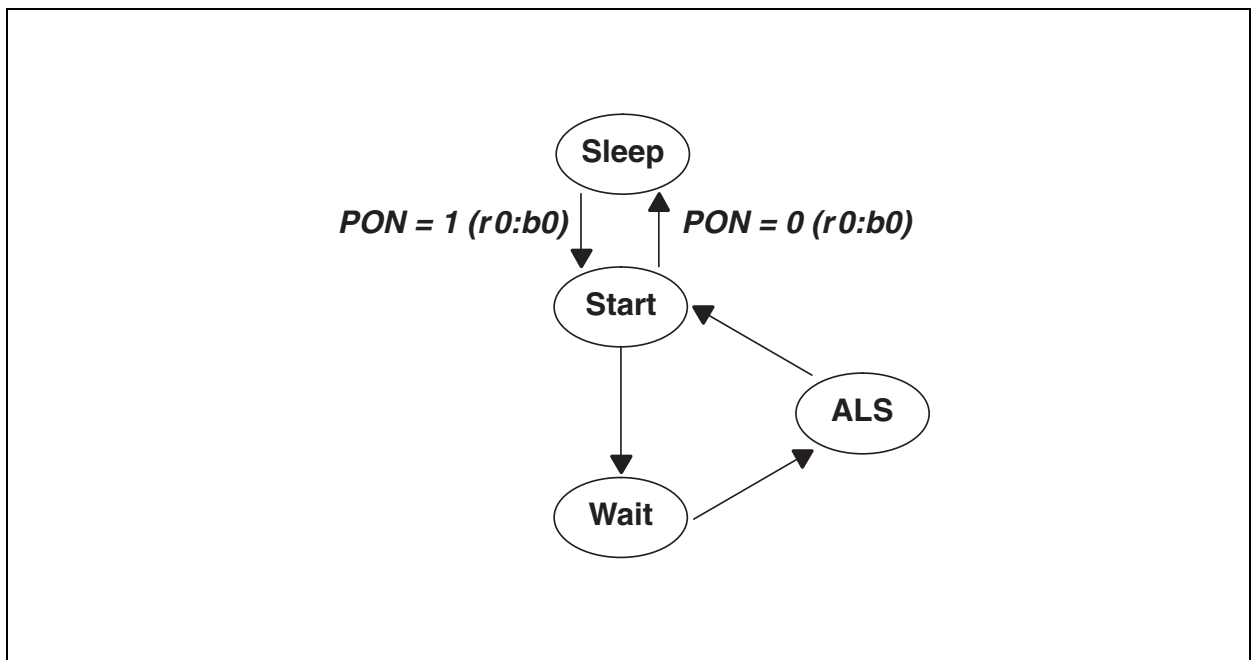 Sleep
PON = 1 (r0:b0)
PON = 0 (r0:b0)
Start
ALS
Wait